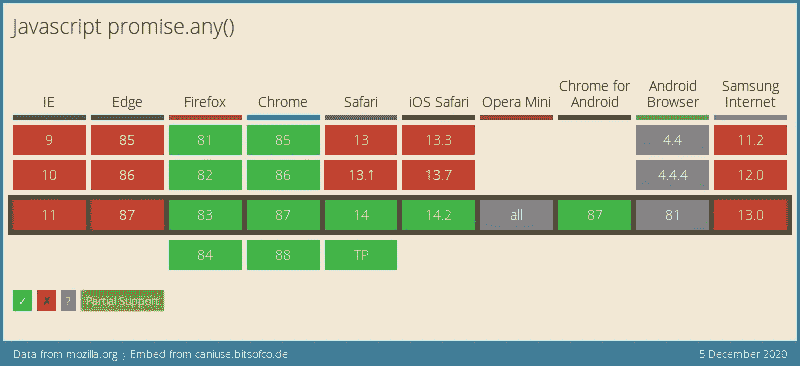 Javascript promise.any()
IE Edge Firefox Chrome Safari iOS Safari Opera Mini Chrome for Android Android Browser Samsung Internet
9 85 81 85 13 13.3 4.4 11.2
10 86 82 86 13.1 13.7 4.4.4 12.0
11 87 83 87 14 14.2 all 87 81 13.0
84 88 TP
✓ ✗ ? Partial Support
Data from mozilla.org : Embed from caniuse.bitsofco.de 5 December 2020